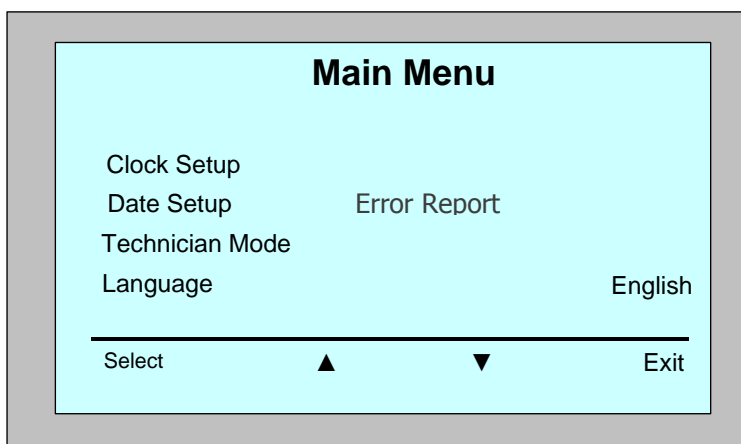 Main Menu
Clock Setup
Date Setup Error Report
Technician Mode
Language English
Select ▲ ▼ Exit